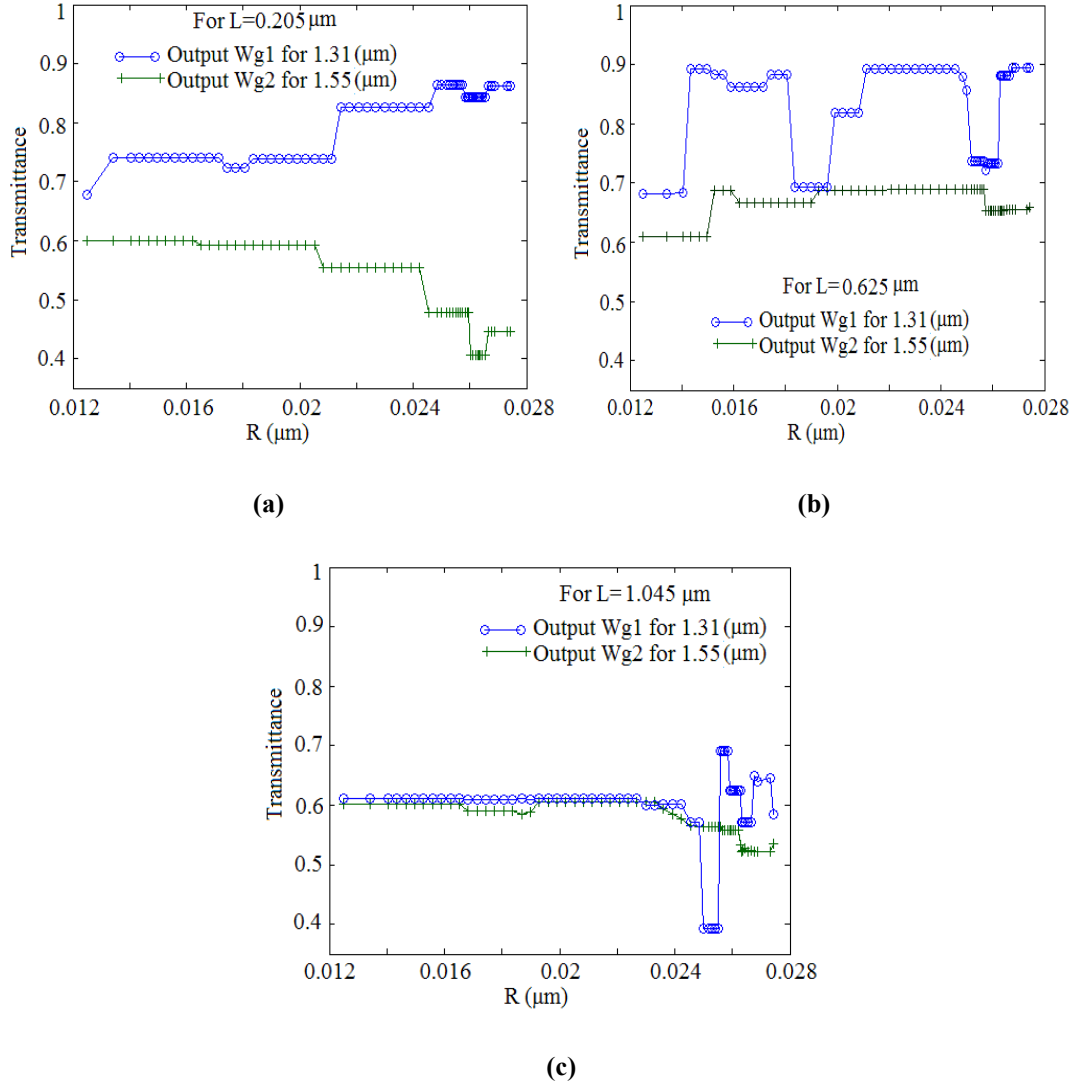 For L=0.205 μm
Output Wg1 for 1.31(μm)
Output Wg2 for 1.55(μm)
Transmittance
1
0.9
0.8
0.7
0.6
0.5
0.4
0.012 0.016 0.02 0.024 0.028
R (μm)
(a)
For L=0.625 μm
Output Wg1 for 1.31(μm)
Output Wg2 for 1.55(μm)
Transmittance
1
0.9
0.8
0.7
0.6
0.5
0.4
0.012 0.016 0.02 0.024 0.028
R (μm)
(b)
For L=1.045 μm
Output Wg1 for 1.31(μm)
Output Wg2 for 1.55(μm)
Transmittance
1
0.9
0.8
0.7
0.6
0.5
0.4
0.012 0.016 0.02 0.024 0.028
R (μm)
(c)